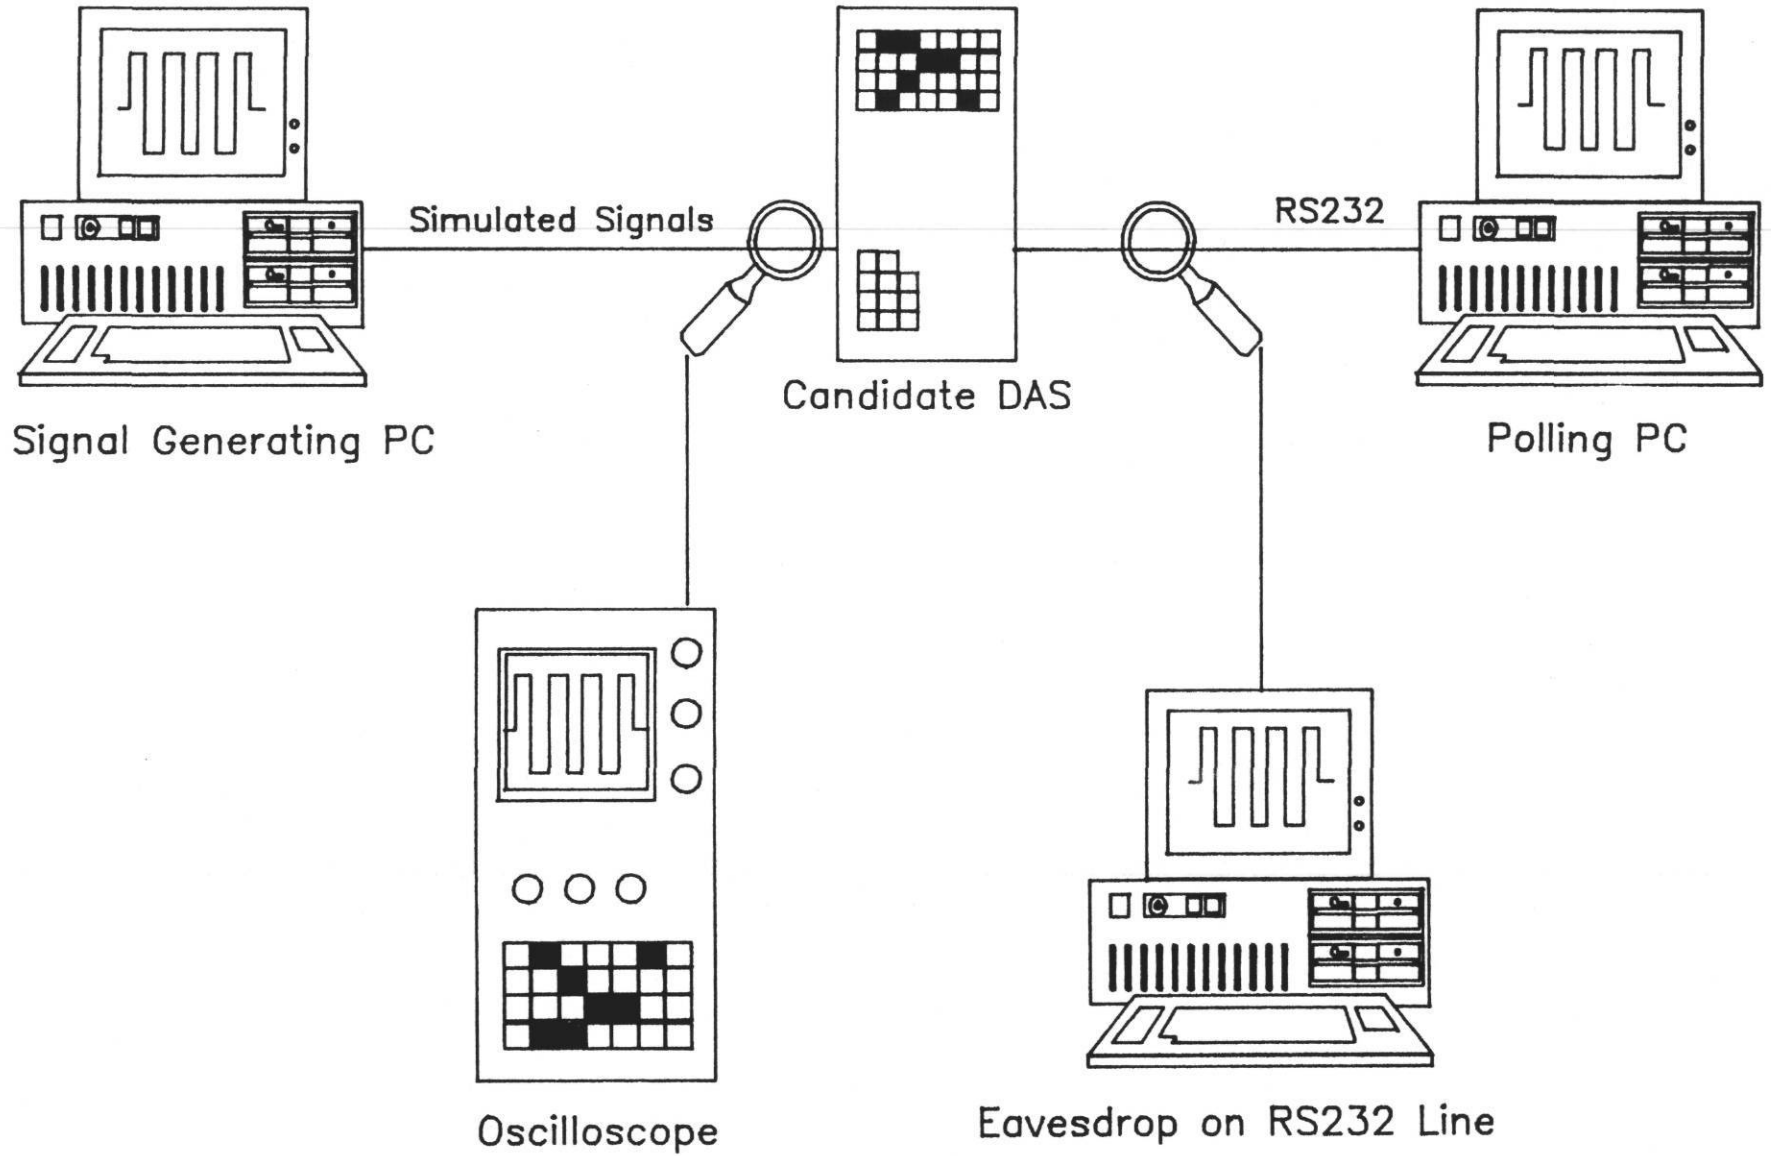 Simulated Signals
RS232
Candidate DAS
Signal Generating PC
Polling PC
Oscilloscope
Eavesdrop on RS232 Line